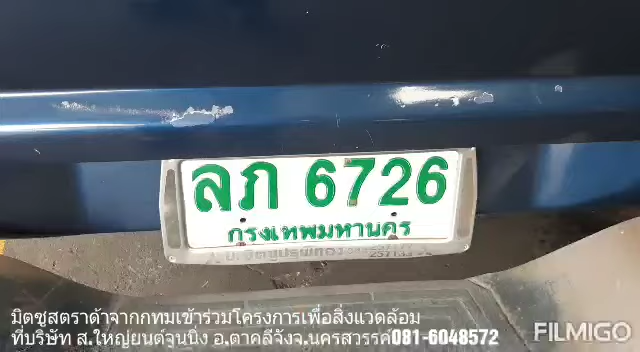 ลภ 6726
กรุงเทพมหานคร
มิตซูสตราด้าจากกทมเข้าร่วมโครงการเพื่อสิ่งแวดล้อม
ที่บริษัท ส.ใหญ่ยนต์จูนนิ่ง อ.ตาคลีจังจ.นครสวรรค์081-6048572
FILMIGO